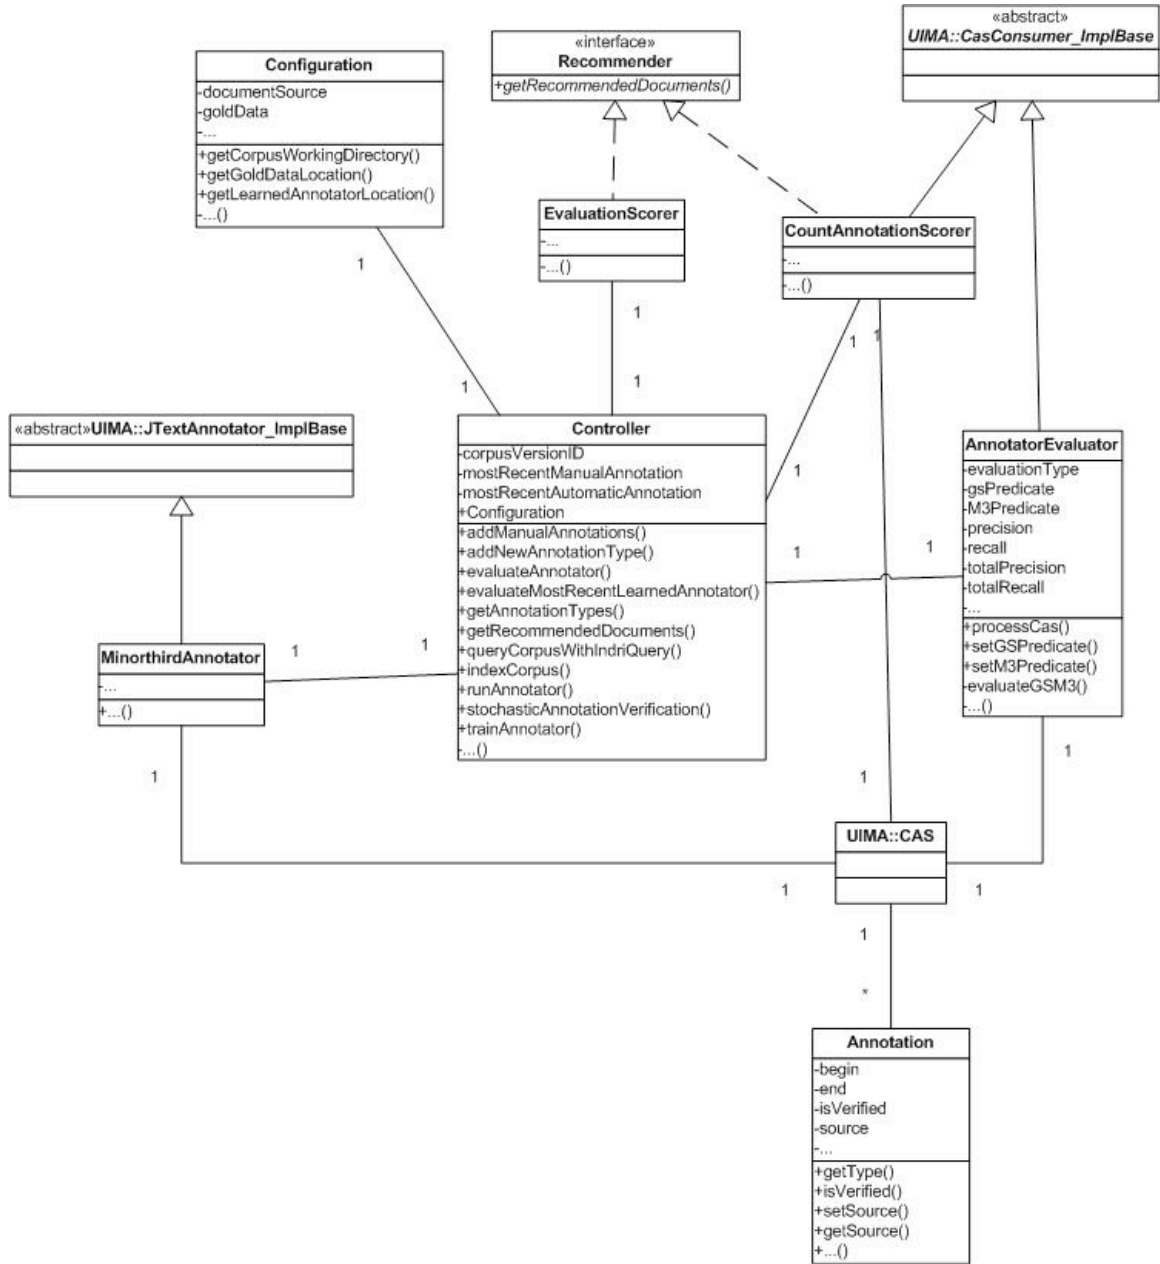 «abstract»
UIMA::CasConsumer_ImplBase
«interface»
Recommender
+getRecommendedDocuments()
Configuration
-documentSource
-goldData
-...
+getCorpusWorkingDirectory()
+getGoldDataLocation()
+getLearnedAnnotatorLocation()
-...()
EvaluationScorer
-...
-...()
CountAnnotationScorer
-...
-...()
1
1
1
1
1
1
1
«abstract»UIMA::JTextAnnotator_ImplBase
Controller
-corpusVersionID
-mostRecentManualAnnotation
-mostRecentAutomaticAnnotation
+Configuration
+addManualAnnotations()
+addNewAnnotationType()
+evaluateAnnotator()
+evaluateMostRecentLearnedAnnotator()
+getAnnotationTypes()
+getRecommendedDocuments()
+queryCorpusWithIndriQuery()
+indexCorpus()
+runAnnotator()
+stochasticAnnotationVerification()
+trainAnnotator()
-...()
1
1
1
AnnotatorEvaluator
-evaluationType
-gsPredicate
-M3Predicate
-precision
-recall
-totalPrecision
-totalRecall
-...
+processCas()
+setGSPredicate()
+setM3Predicate()
-evaluateGSM3()
-...()
MinorthirdAnnotator
-...
+...()
1
1
1
1
1
UIMA::CAS
1
1
1
*
Annotation
-begin
-end
-isVerified
-source
-...
+getType()
+isVerified()
+setSource()
+getSource()
+...()